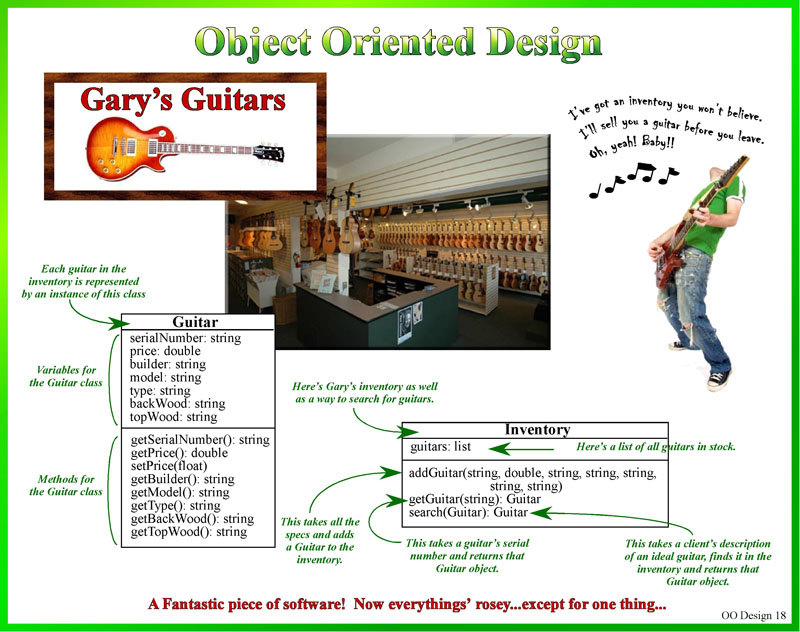 Object Oriented Design
Gary's Guitars
I've got an inventory you won't believe.
I'll sell you a guitar before you leave.
Oh, yeah! Baby!!
Each guitar in the
inventory is represented
by an instance of this class
Guitar
serialNumber: string
price: double
builder: string
model: string
type: string
backWood: string
topWood: string
Variables for
the Guitar class
getSerialNumber(): string
getPrice(): double
setPrice(float)
getBuilder(): string
getModel(): string
getType(): string
getBackWood(): string
getTopWood(): string
Methods for
the Guitar class
Here's Gary's inventory as well
as a way to search for guitars.
Inventory
guitars: list
Here's a list of all guitars in stock.
addGuitar(string, double, string, string, string,
string, string)
getGuitar(string): Guitar
search(Guitar): Guitar
This takes all the
specs and adds
a Guitar to the
inventory.
This takes a guitar's serial
number and returns that
Guitar object.
This takes a client's description
of an ideal guitar, finds it in the
inventory and returns that
Guitar object.
A Fantastic piece of software!  Now everythings' rosey...except for one thing...
OO Design 18